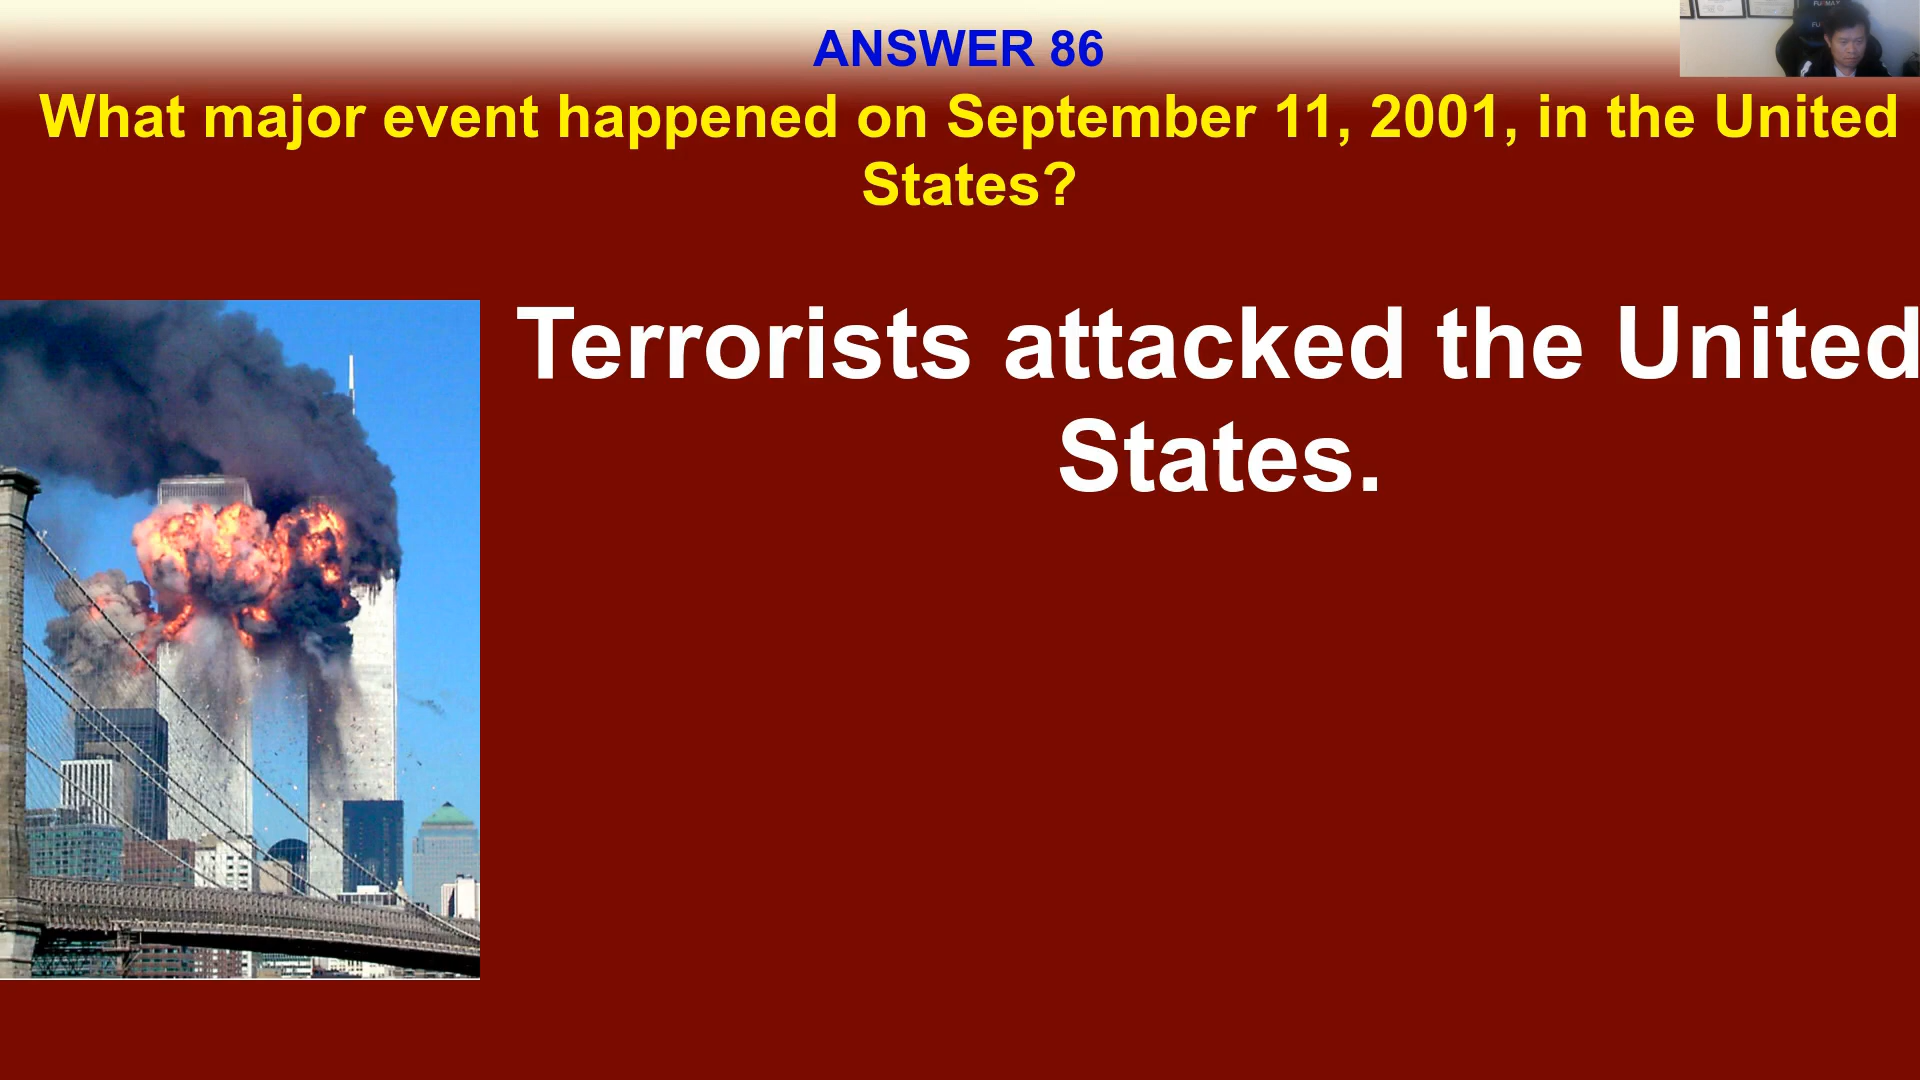 ANSWER 86
What major event happened on September 11, 2001, in the United
States?
Terrorists attacked the United
States.